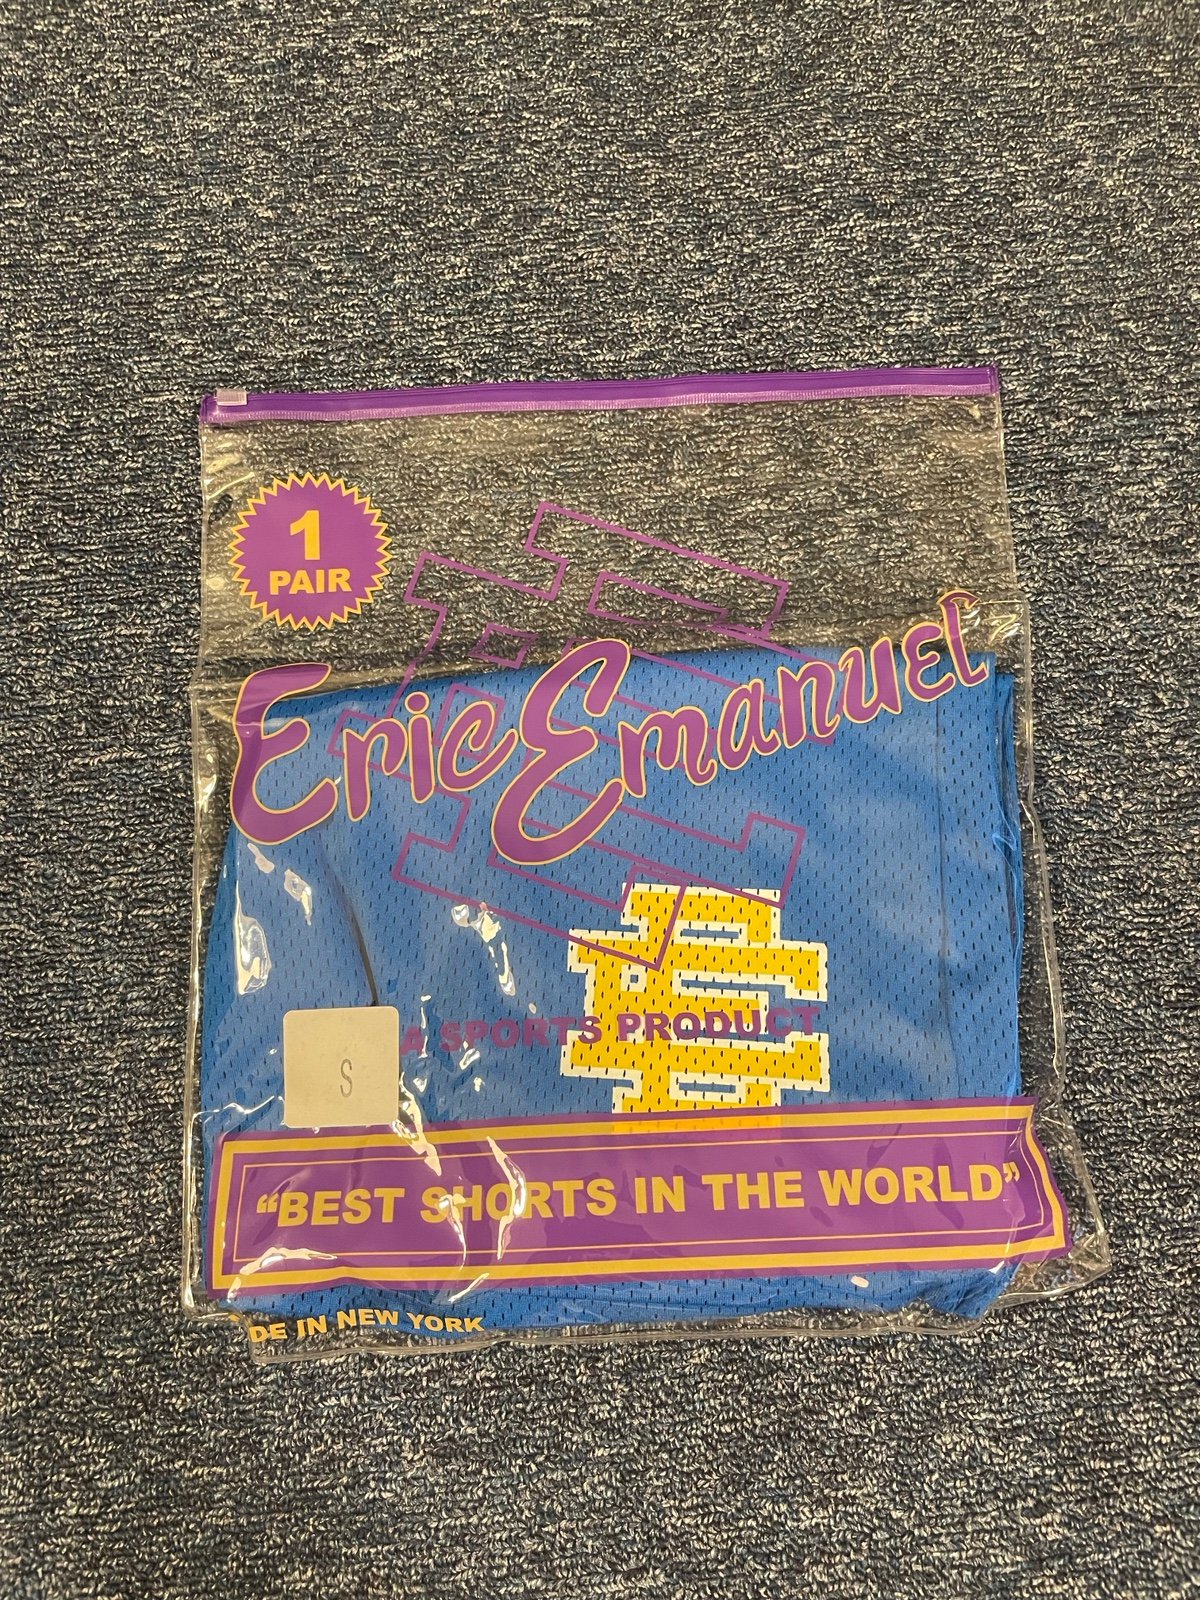 1
PAIR
Eric Emanuel
A SPORTS PRODUCT
S
“BEST SHORTS IN THE WORLD”
DE IN NEW YORK